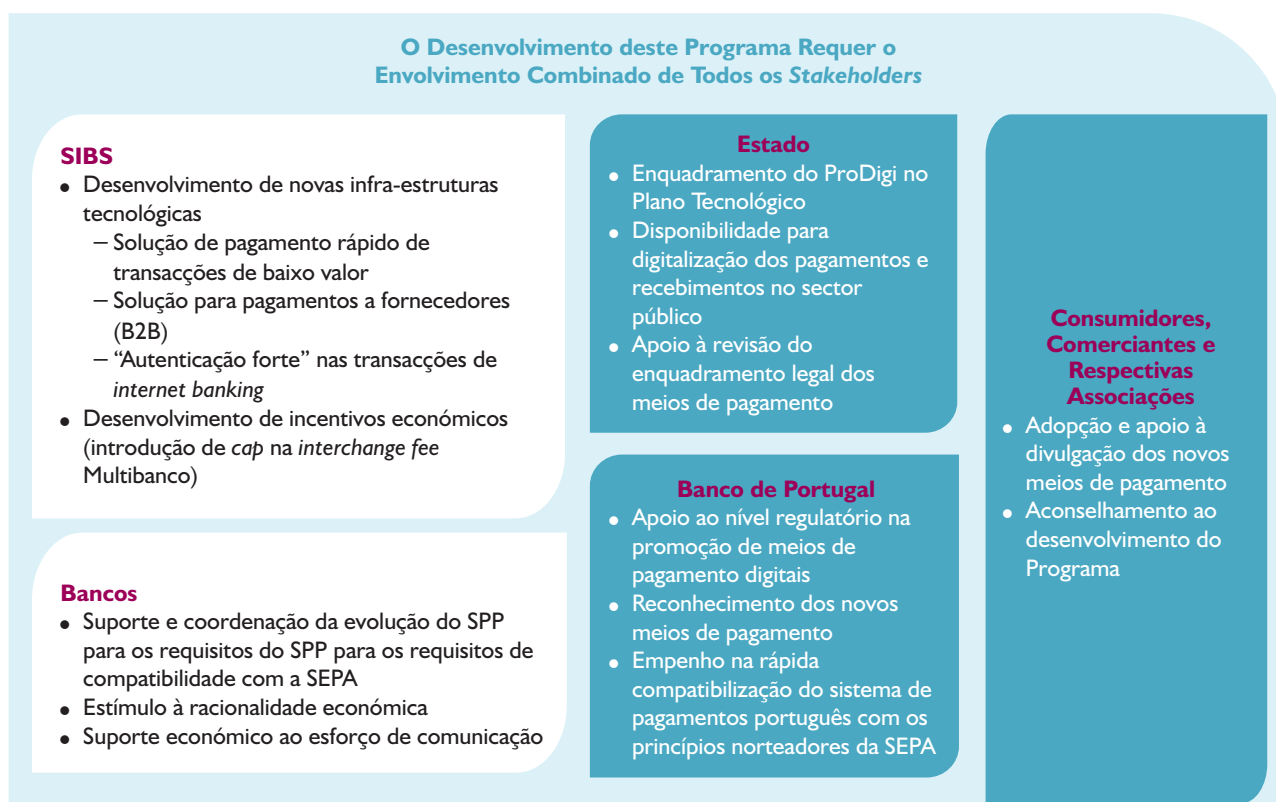 O Desenvolvimento deste Programa Requer o
Envolvimento Combinado de Todos os Stakeholders
SIBS
• Desenvolvimento de novas infra-estruturas
tecnológicas
– Solução de pagamento rápido de
transacções de baixo valor
– Solução para pagamentos a fornecedores
(B2B)
– “Autenticação forte” nas transacções de
internet banking
• Desenvolvimento de incentivos económicos
(introdução de cap na interchange fee
Multibanco)
Bancos
• Suporte e coordenação da evolução do SPP
para os requisitos do SPP para os requisitos de
compatibilidade com a SEPA
• Estímulo à racionalidade económica
• Suporte económico ao esforço de comunicação
Estado
• Enquadramento do ProDigi no
Plano Tecnológico
• Disponibilidade para
digitalização dos pagamentos e
recebimentos no sector
público
• Apoio à revisão do
enquadramento legal dos
meios de pagamento
Banco de Portugal
• Apoio ao nível regulatório na
promoção de meios de
pagamento digitais
• Reconhecimento dos novos
meios de pagamento
• Empenho na rápida
compatibilização do sistema de
pagamentos português com os
princípios norteadores da SEPA
Consumidores,
Comerciantes e
Respectivas
Associações
• Adopção e apoio à
divulgação dos novos
meios de pagamento
• Aconselhamento ao
desenvolvimento do
Programa